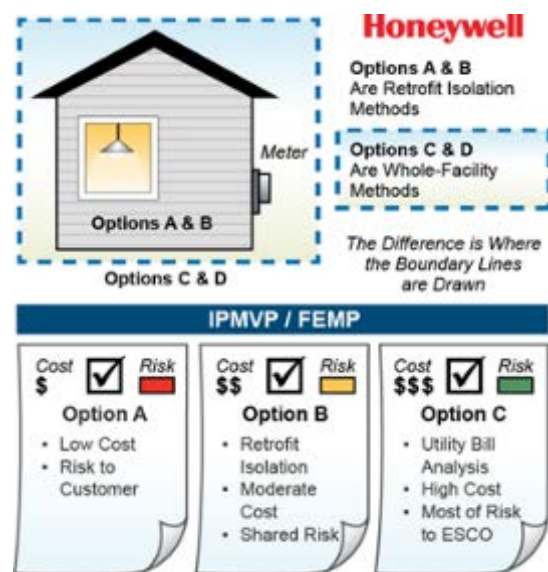 Honeywell
Options A & B
Are Retrofit Isolation
Methods
Options C & D
Are Whole-Facility
Methods
The Difference is Where
the Boundary Lines
are Drawn
Meter
Options A & B
Options C & D
IPMVP / FEMP
Cost Risk
$
Option A
• Low Cost
• Risk to
Customer
Cost Risk
$$
Option B
• Retrofit
Isolation
• Moderate
Cost
• Shared Risk
Cost Risk
$$$
Option C
• Utility Bill
Analysis
• High Cost
• Most of Risk
to ESCO